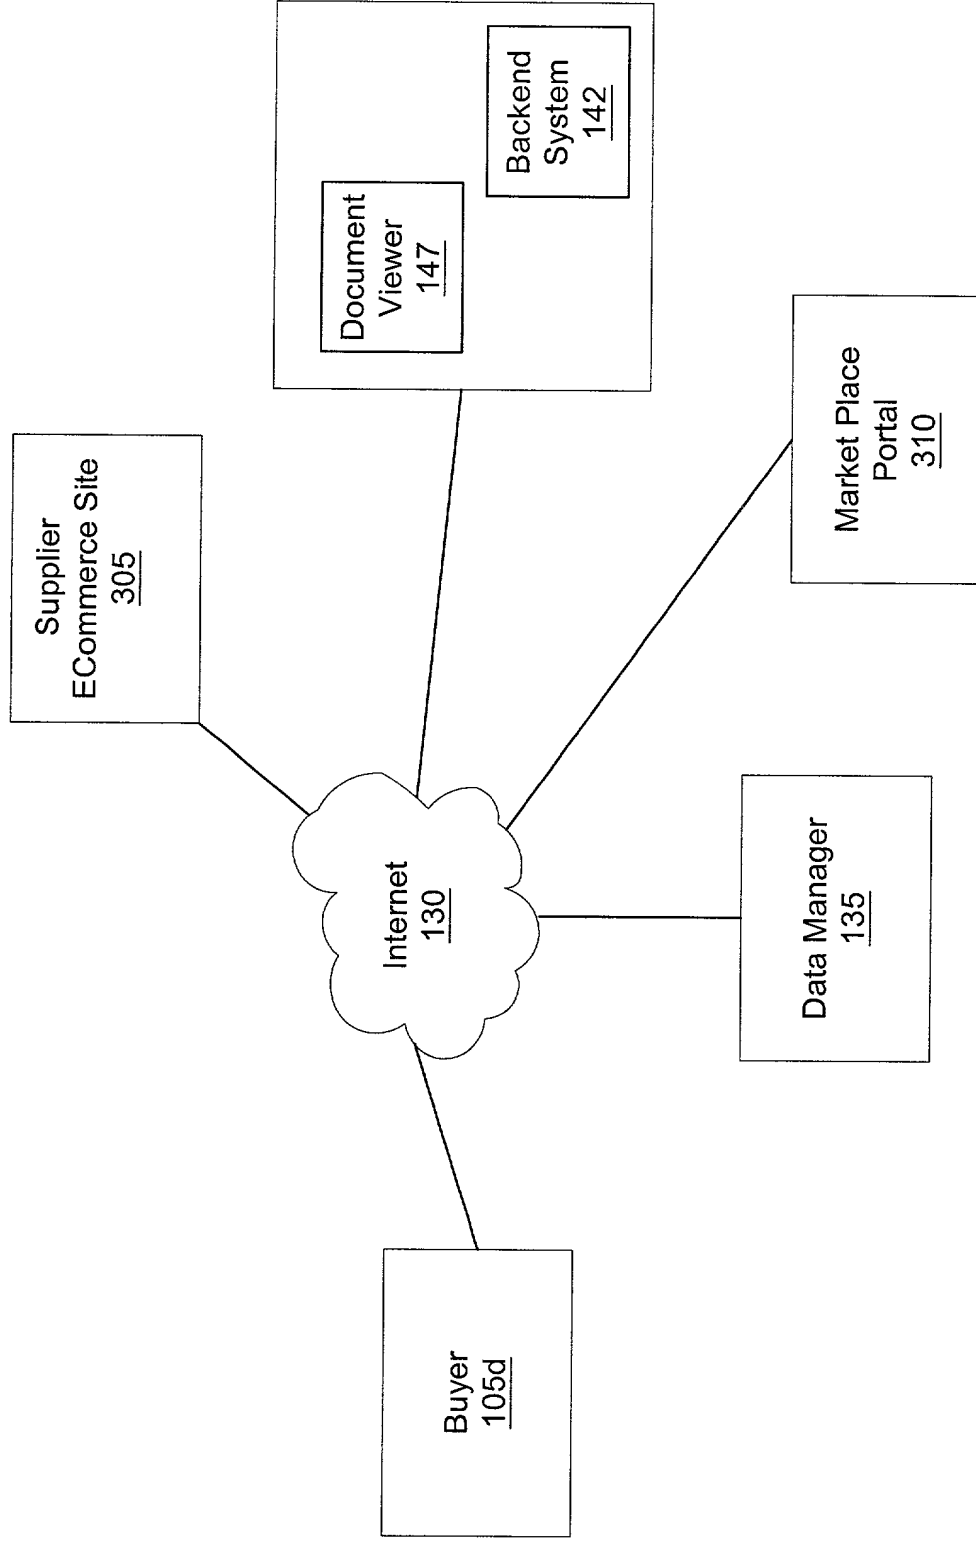 Supplier
ECommerce Site
305
Document
Viewer
147
Backend
System
142
Buyer
105d
Internet
130
Data Manager
135
Market Place
Portal
310